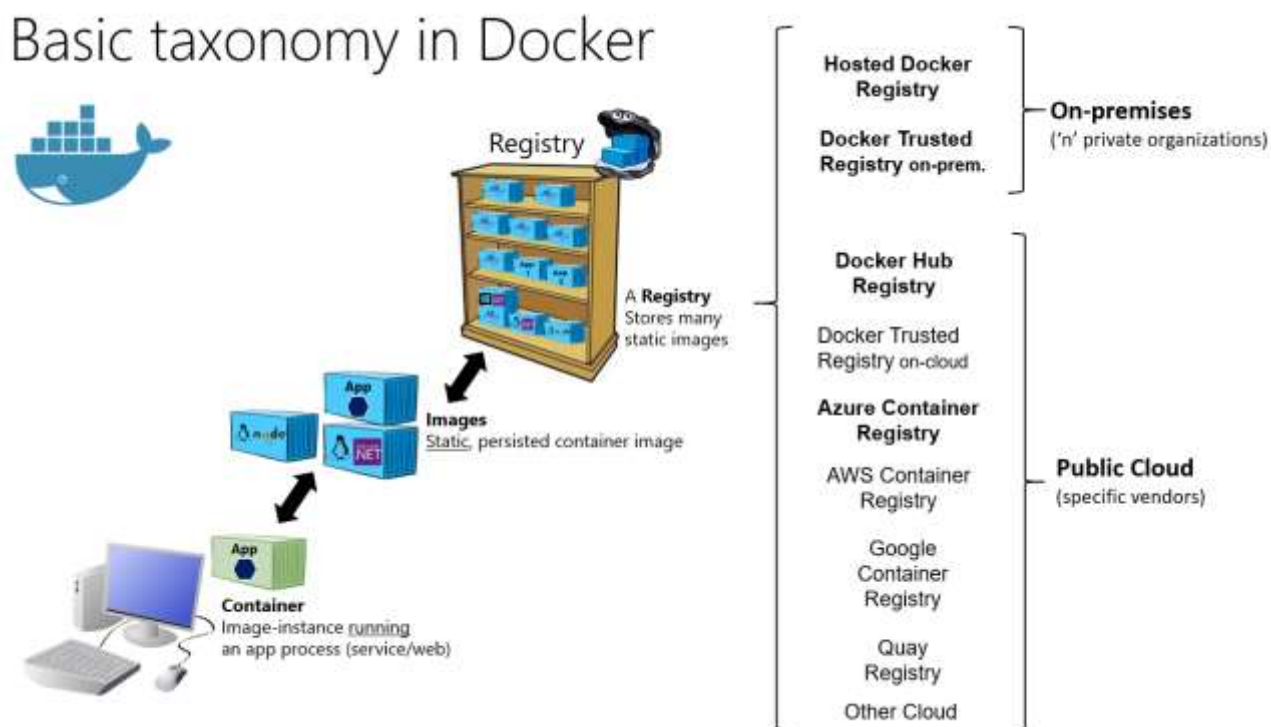 Basic taxonomy in Docker
Registry
A Registry
Stores many
static images
App
node
.NET
Images
Static, persisted container image
App
Container
Image-instance running
an app process (service/web)
Hosted Docker
Registry
Docker Trusted
Registry on-prem.
On-premises
('n' private organizations)
Docker Hub
Registry
Docker Trusted
Registry on-cloud
Azure Container
Registry
AWS Container
Registry
Google
Container
Registry
Quay
Registry
Other Cloud
Public Cloud
(specific vendors)